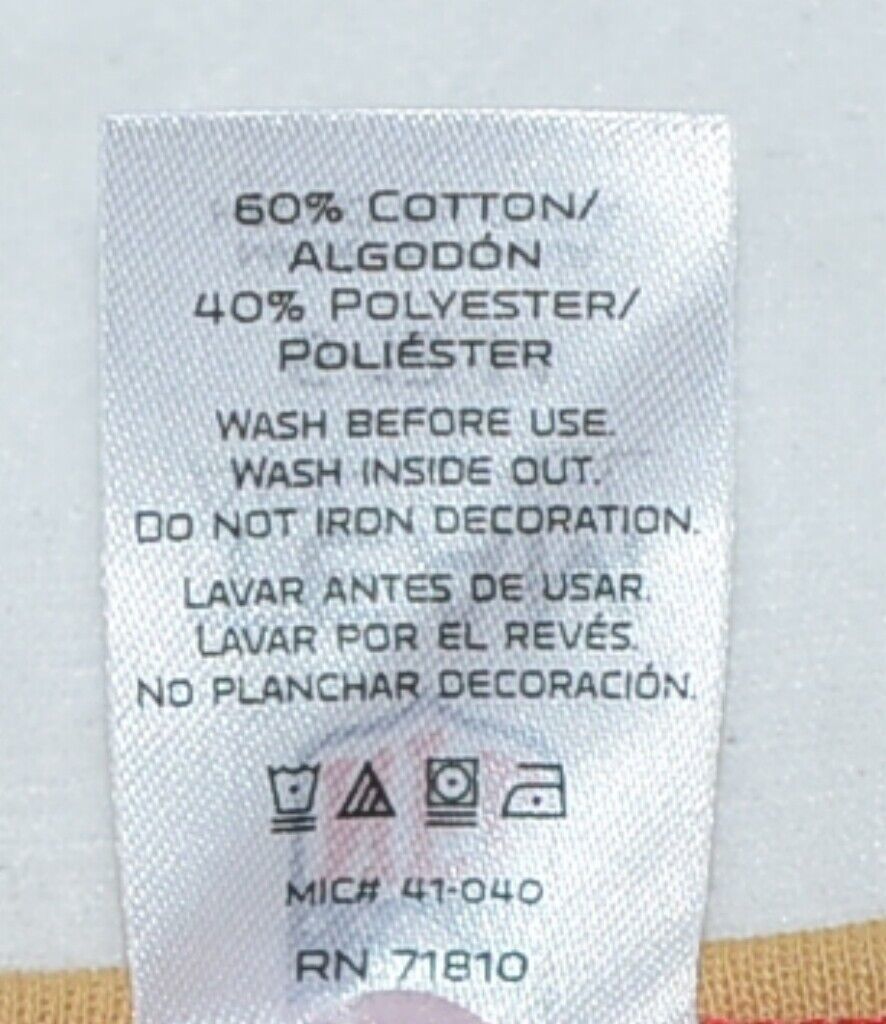 60% COTTON/
ALGODÓN
40% POLYESTER/
POLIÉSTER
WASH BEFORE USE.
WASH INSIDE OUT.
DO NOT IRON DECORATION.
LAVAR ANTES DE USAR.
LAVAR POR EL REVÉS.
NO PLANCHAR DECORACIÓN.
MIC# 41-040
RN 71810